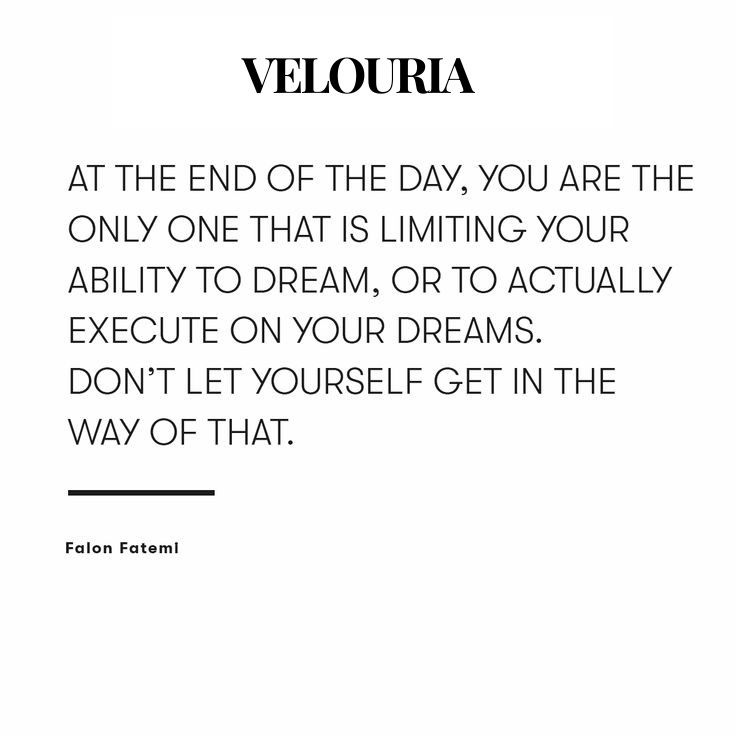 VELOURIA
AT THE END OF THE DAY, YOU ARE THE
ONLY ONE THAT IS LIMITING YOUR
ABILITY TO DREAM, OR TO ACTUALLY
EXECUTE ON YOUR DREAMS.
DON’T LET YOURSELF GET IN THE
WAY OF THAT.
Falon Fatemi